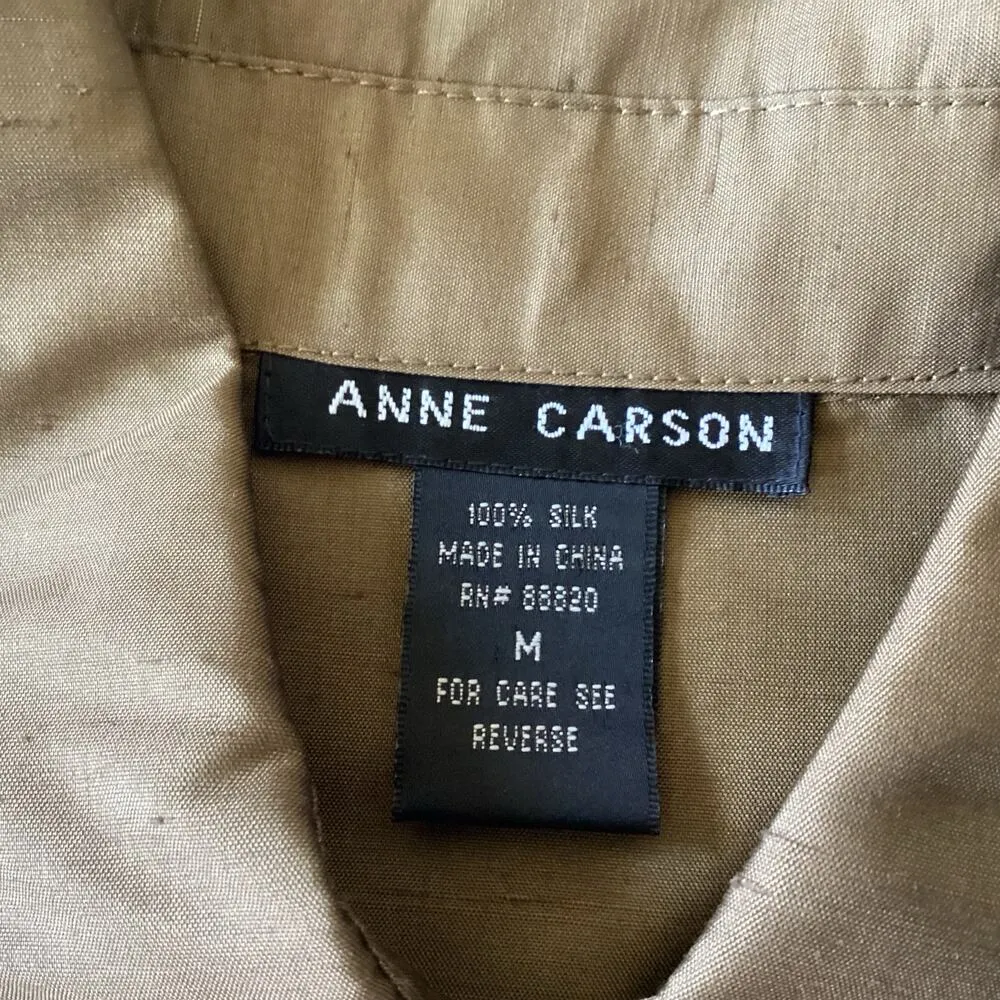 ANNE CARSON
100% SILK
MADE IN CHINA
RN# 88820
M
FOR CARE SEE
REVERSE